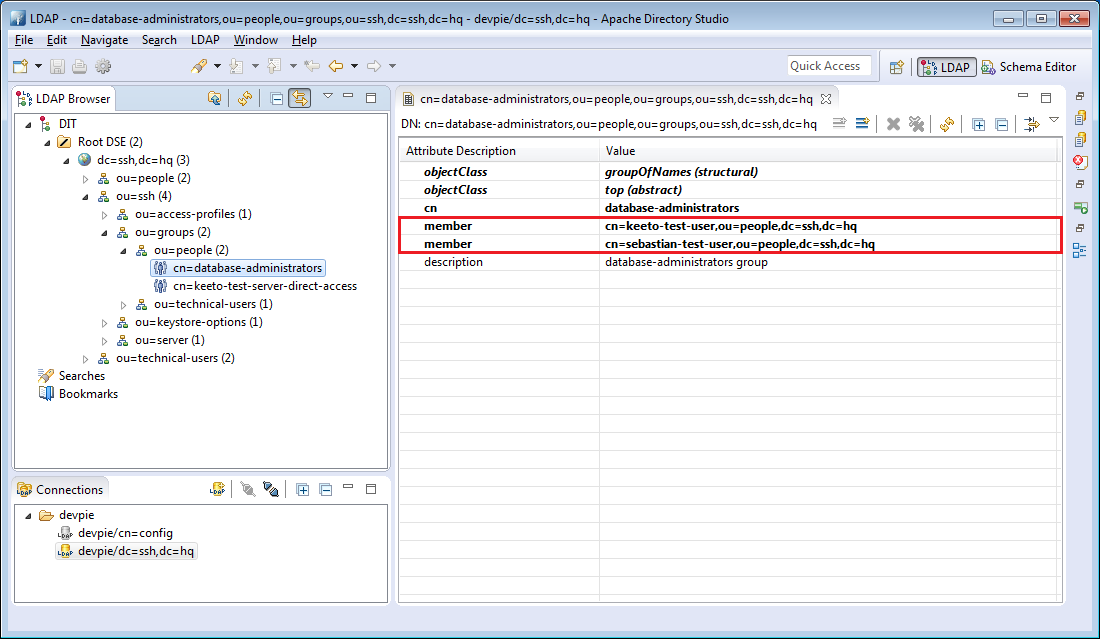 LDAP - cn=database-administrators,ou=people,ou=groups,ou=ssh,dc=ssh,dc=hq - devpie/dc=ssh,dc=hq - Apache Directory Studio
File Edit Navigate Search LDAP Window Help
Quick Access LDAP Schema Editor
LDAP Browser
DIT
Root DSE (2)
dc=ssh,dc=hq (3)
ou=people (2)
ou=ssh (4)
ou=access-profiles (1)
ou=groups (2)
ou=people (2)
cn=database-administrators
cn=keeto-test-server-direct-access
ou=technical-users (1)
ou=keystore-options (1)
ou=server (1)
ou=technical-users (2)
Searches
Bookmarks
Connections
devpie
devpie/cn=config
devpie/dc=ssh,dc=hq
cn=database-administrators,ou=people,ou=groups,ou=ssh,dc=ssh,dc=hq
DN: cn=database-administrators,ou=people,ou=groups,ou=ssh,dc=ssh,dc=hq
Attribute Description Value
objectClass groupOfNames (structural)
objectClass top (abstract)
cn database-administrators
member cn=keeto-test-user,ou=people,dc=ssh,dc=hq
member cn=sebastian-test-user,ou=people,dc=ssh,dc=hq
description database-administrators group